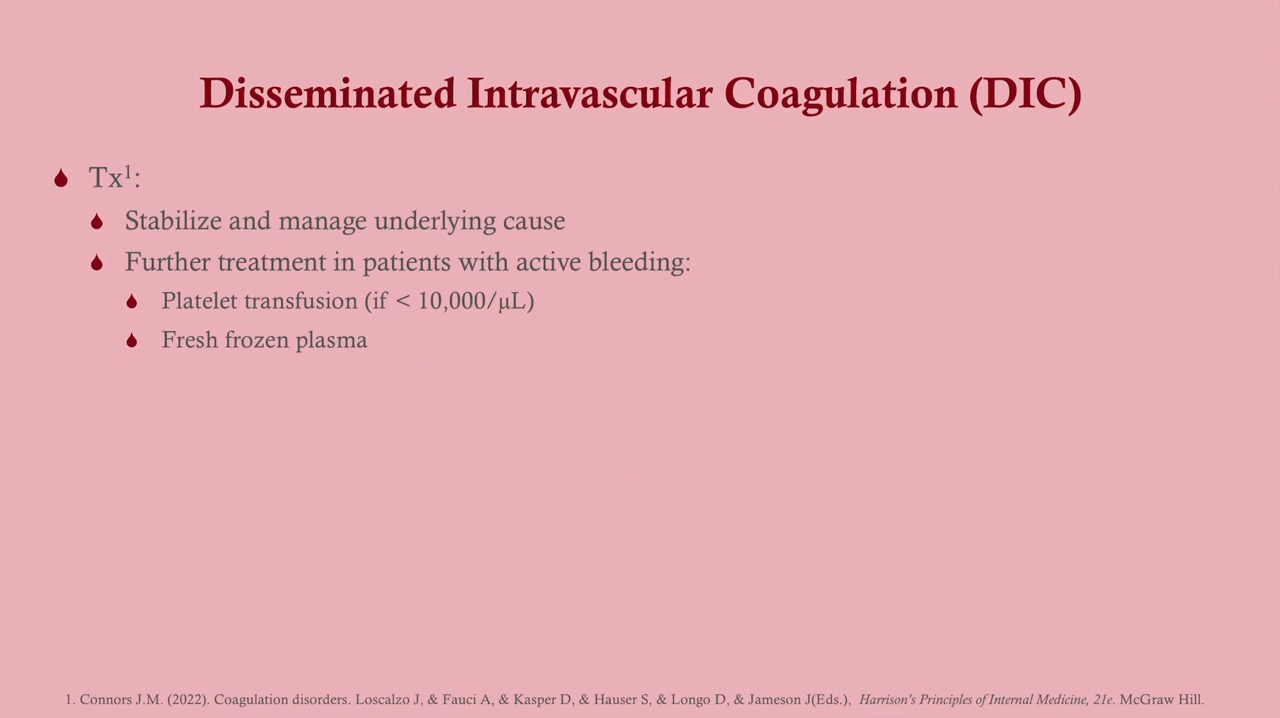 Disseminated Intravascular Coagulation (DIC)
Tx¹:
Stabilize and manage underlying cause
Further treatment in patients with active bleeding:
Platelet transfusion (if < 10,000/μL)
Fresh frozen plasma
1. Connors J.M. (2022). Coagulation disorders. Loscalzo J, & Fauci A, & Kasper D, & Hauser S, & Longo D, & Jameson J(Eds.), Harrison's Principles of Internal Medicine, 21e. McGraw Hill.